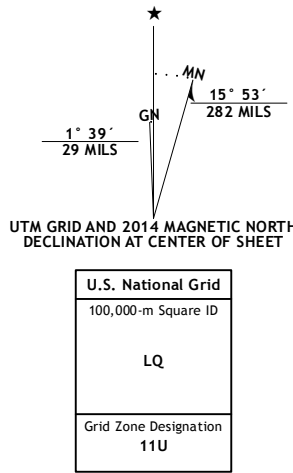 ★
MN
GN
15° 53´
282 MILS
1° 39´
29 MILS
UTM GRID AND 2014 MAGNETIC NORTH
DECLINATION AT CENTER OF SHEET
U.S. National Grid
100,000-m Square ID
LQ
Grid Zone Designation
11U